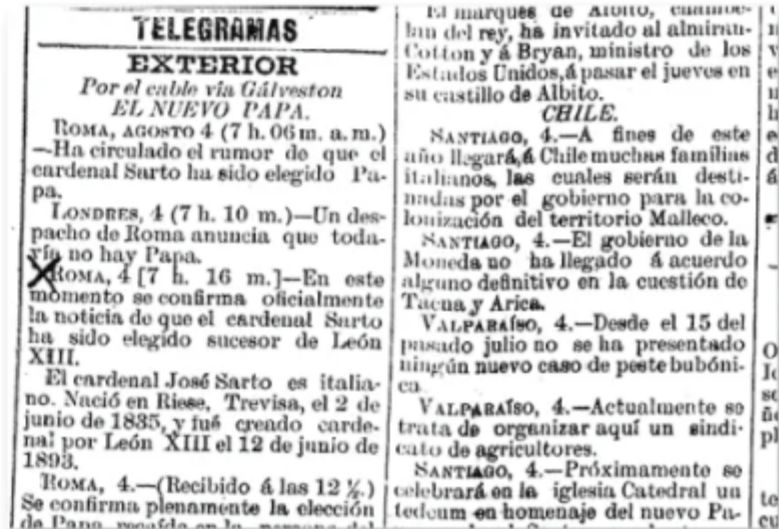 TELEGRAMAS
EXTERIOR
Por el cable vía Gálveston
EL NUEVO PAPA.
ROMA, AGOSTO 4 (7 h. 06 m. a. m.)
—Ha circulado el rumor de que el
cardenal Sarto ha sido elegido Pa-
pa.
LONDRES, 4 (7 h. 10 m.)—Un des-
pacho de Roma anuncia que toda-
vía no hay Papa.
ROMA, 4 [7 h. 16 m.]—En este
momento se confirma oficialmente
la noticia de que el cardenal Sarto
ha sido elegido sucesor de León
XIII.
El cardenal José Sarto es italia-
no. Nació en Riese, Trevisa, el 2 de
junio de 1835, y fué creado carde-
nal por León XIII el 12 de junio de
1893.
ROMA, 4.—(Recibido á las 12 ½.)
Se confirma plenamente la elección
de Papa recaída en la persona del
El marqués de Albito,
lan del rey, ha invitado al almiran-
Cotton y á Bryan, ministro de los
Estados Unidos, á pasar el jueves en
su castillo de Albito.
CHILE.
SANTIAGO, 4.—A fines de este
año llegará, á Chile muchas familias
italianos, las cuales serán desti-
nadas por el gobierno para la co-
lonización del territorio Malleco.
SANTIAGO, 4.—El gobierno de la
Moneda no ha llegado á acuerdo
alguno definitivo en la cuestión de
Tacna y Arica.
VALPARAÍSO, 4.—Desde el 15 del
pasado julio no se ha presentado
ningún nuevo caso de peste bubóni-
ca.
VALPARAÍSO, 4.—Actualmente se
trata de organizar aquí un sindi-
cato de agricultores.
SANTIAGO, 4.—Próximamente se
celebrará en la iglesia Catedral un
tedeum en homenaje del nuevo Pa-